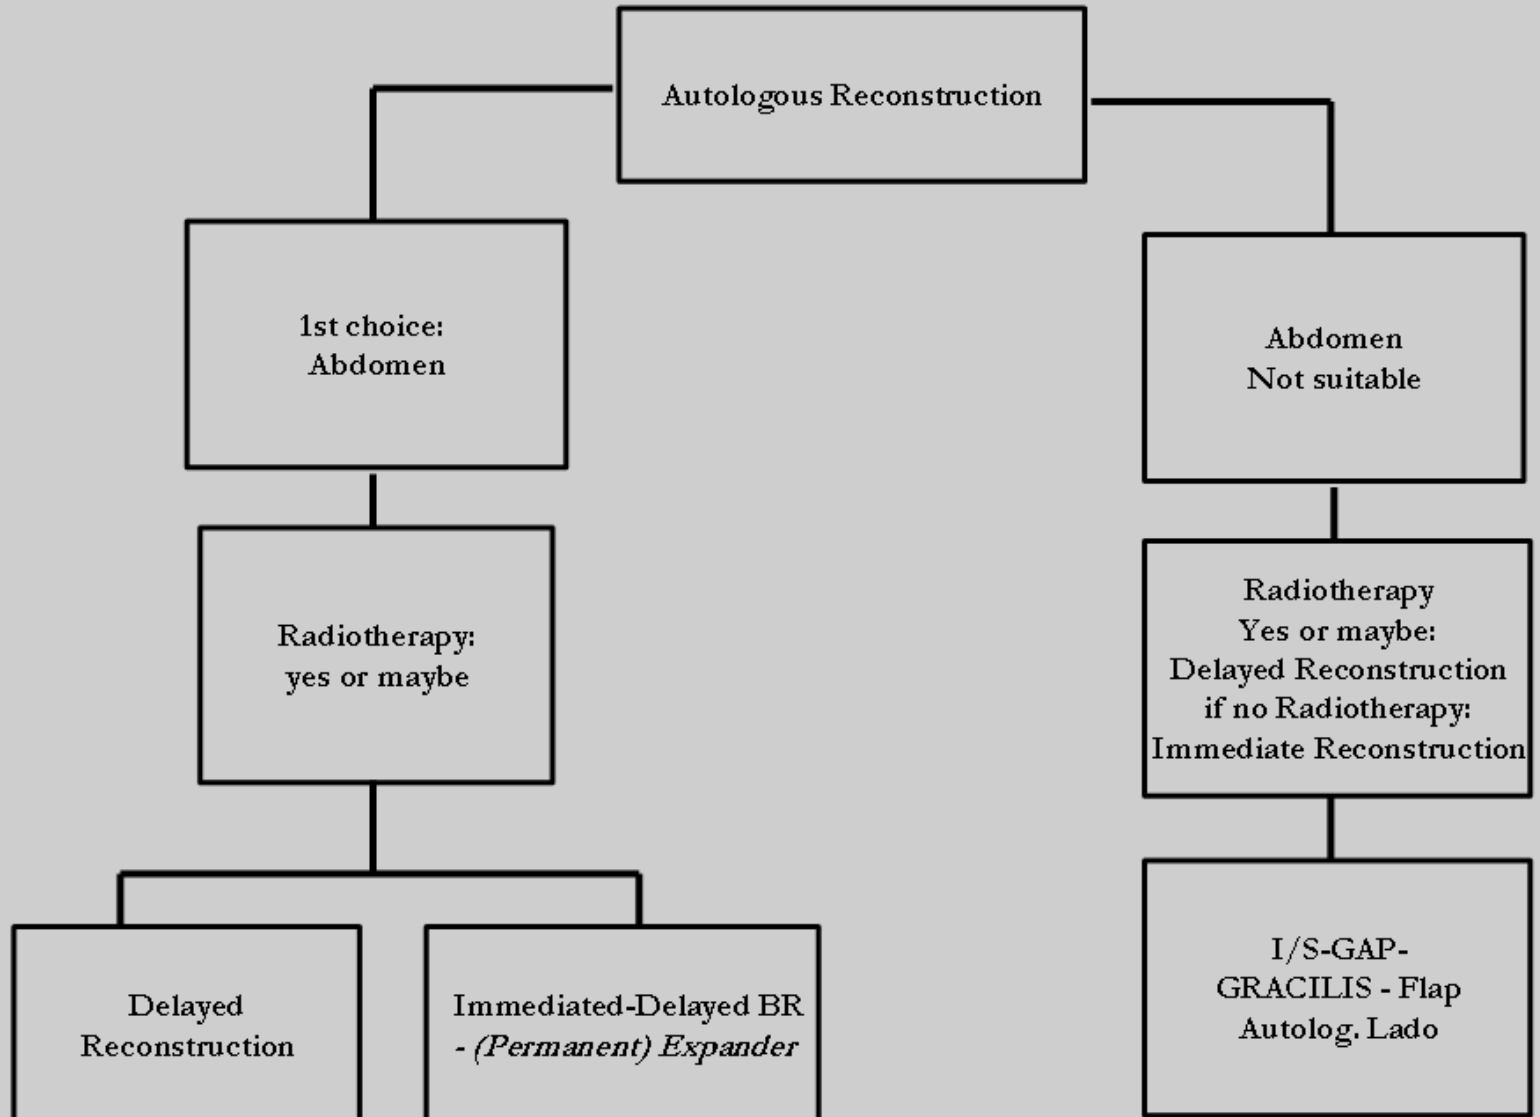 Autologous Reconstruction
1st choice:
Abdomen
Abdomen
Not suitable
Radiotherapy:
yes or maybe
Radiotherapy
Yes or maybe:
Delayed Reconstruction
if no Radiotherapy:
Immediate Reconstruction
Delayed
Reconstruction
Immediated-Delayed BR
- (Permanent) Expander
I/S-GAP-
GRACILIS - Flap
Autolog. Lado